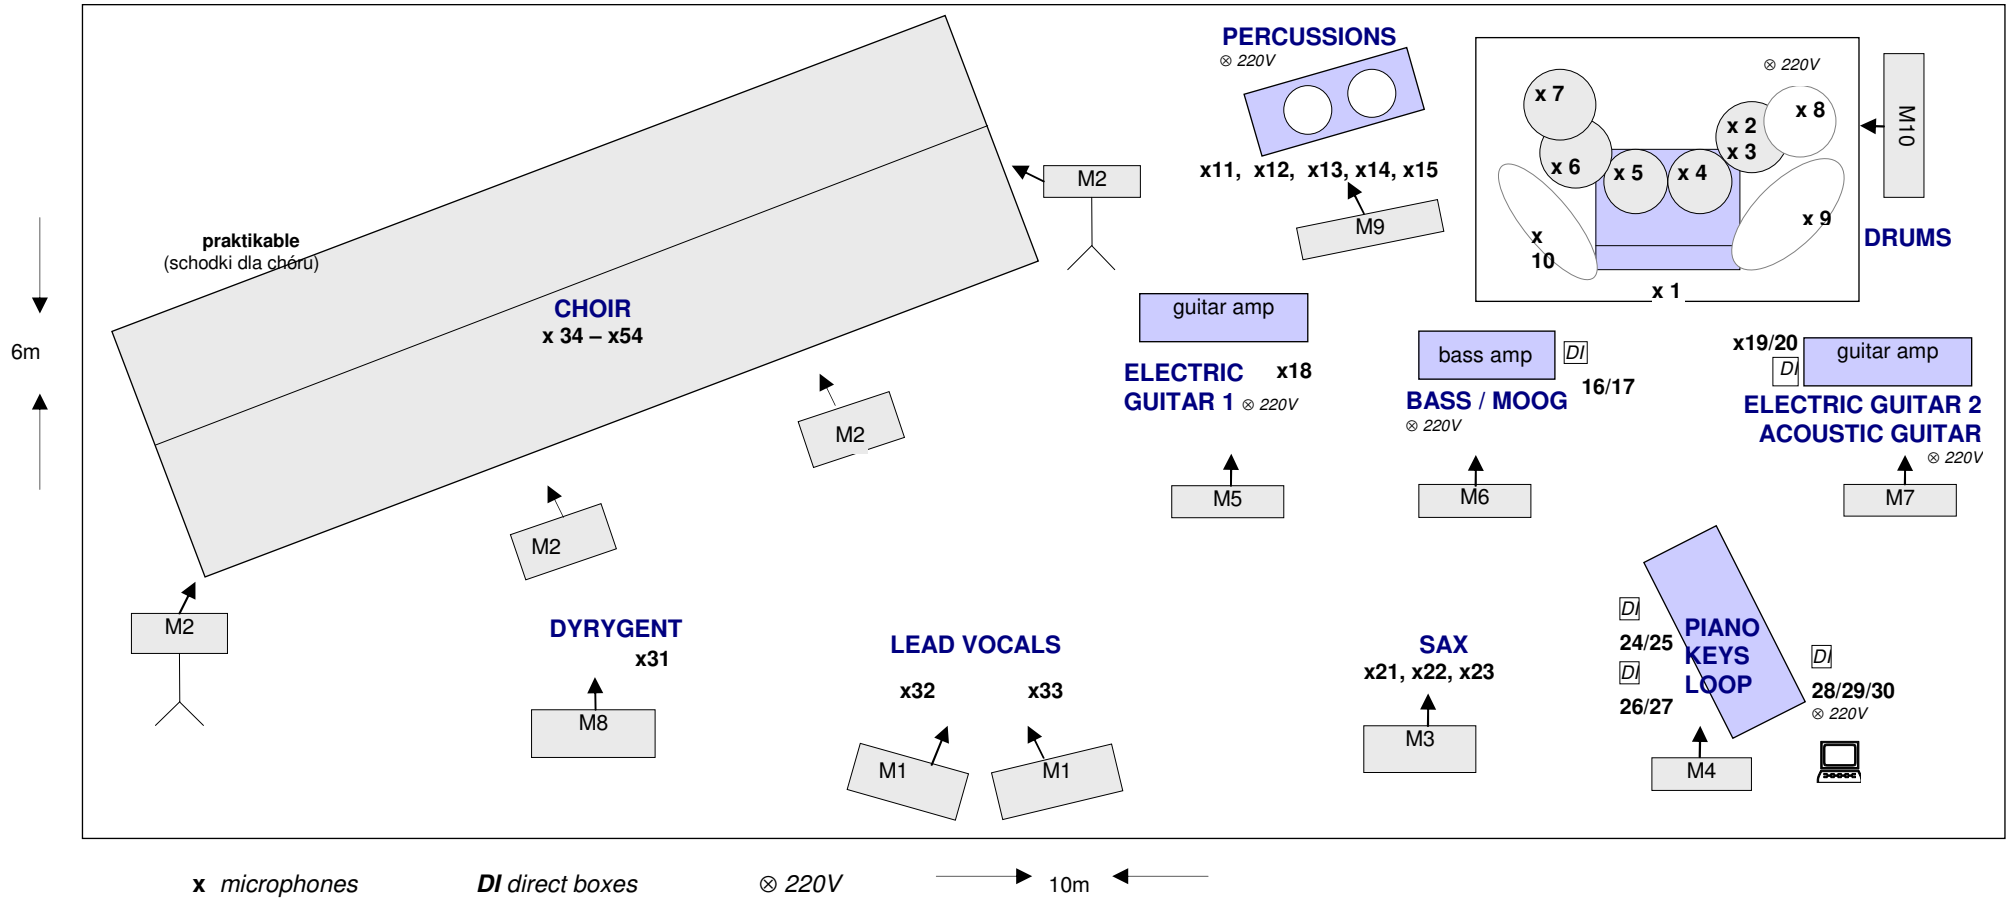 PERCUSSIONS
⊗ 220V
⊗ 220V
x 7
x 8
x 2
x 3
x 6
x 5
x 4
x 9
x
10
x 1
M10
DRUMS
x11, x12, x13, x14, x15
M9
M2
praktikable
(schodki dla chóru)
CHOIR
x 34 – x54
6m
guitar amp
ELECTRIC x18
GUITAR 1 ⊗ 220V
M5
bass amp DI
16/17
BASS / MOOG
⊗ 220V
M6
x19/20
DI
guitar amp
ELECTRIC GUITAR 2
ACOUSTIC GUITAR
⊗ 220V
M7
M2
M2
M2
DYRYGENT
x31
M8
LEAD VOCALS
x32 x33
M1 M1
SAX
x21, x22, x23
M3
DI
24/25
DI
26/27
PIANO
KEYS
LOOP
DI
28/29/30
⊗ 220V
M4
x microphones DI direct boxes ⊗ 220V 10m